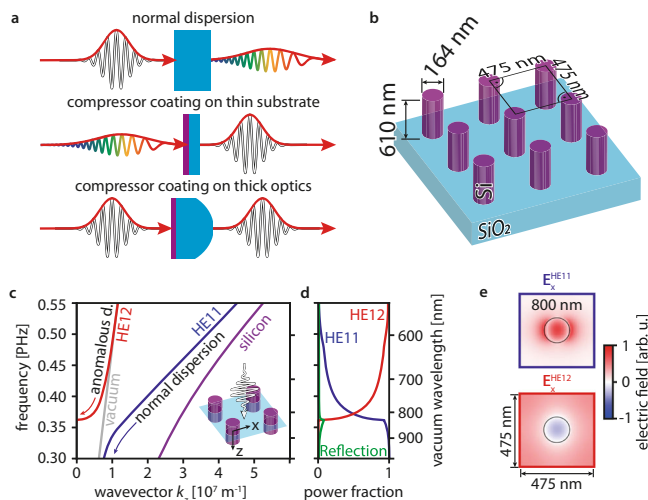 a
normal dispersion
compressor coating on thin substrate
compressor coating on thick optics
b
164 nm
475 nm
475 nm
610 nm
Si
SiO₂
c
frequency [PHz]
0.55
0.50
0.45
0.40
0.35
0.30
anomalous d.
HE12
vacuum
HE11
normal dispersion
silicon
x
z
0 1 2 3 4 5
wavevector k_z [10⁷ m⁻¹]
d
HE12
HE11
Reflection
0 1
power fraction
600
700
800
900
vacuum wavelength [nm]
e
E_x^HE11
800 nm
E_x^HE12
475 nm
475 nm
1
0
−1
electric field [arb. u.]